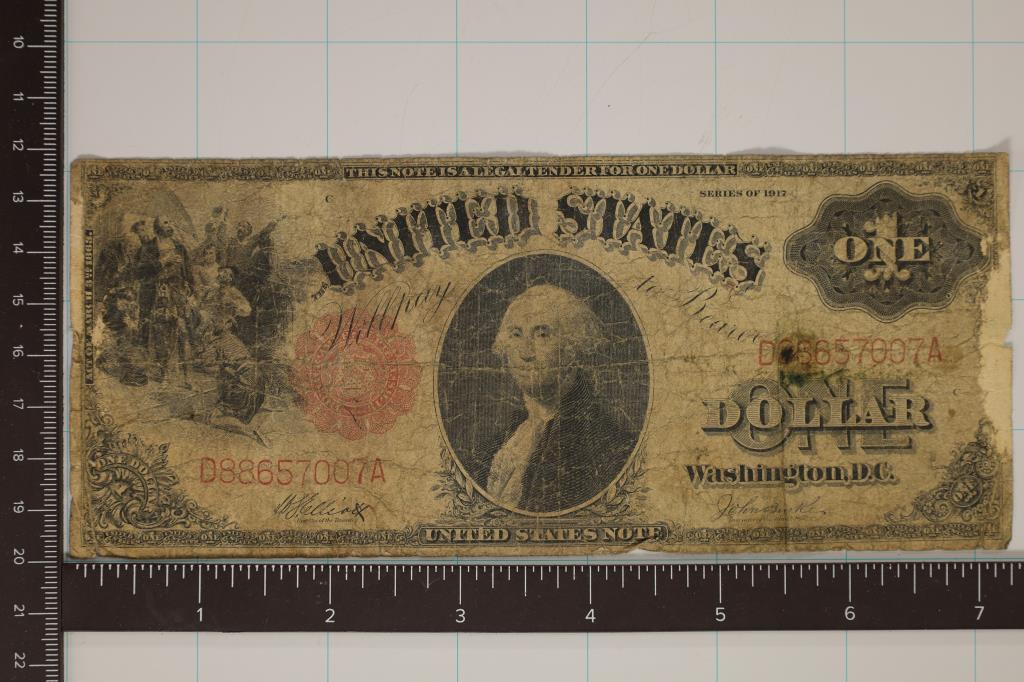 THIS NOTE IS A LEGAL TENDER FOR ONE DOLLAR
SERIES OF 1917
C
THE UNITED STATES
ONE
1
Will pay to Bearer
D88657007A
D88657007A
ONE
DOLLAR
Washington, D.C.
UNITED STATES NOTE
10
11
12
13
14
15
16
17
18
19
20
21
22
1 2 3 4 5 6 7